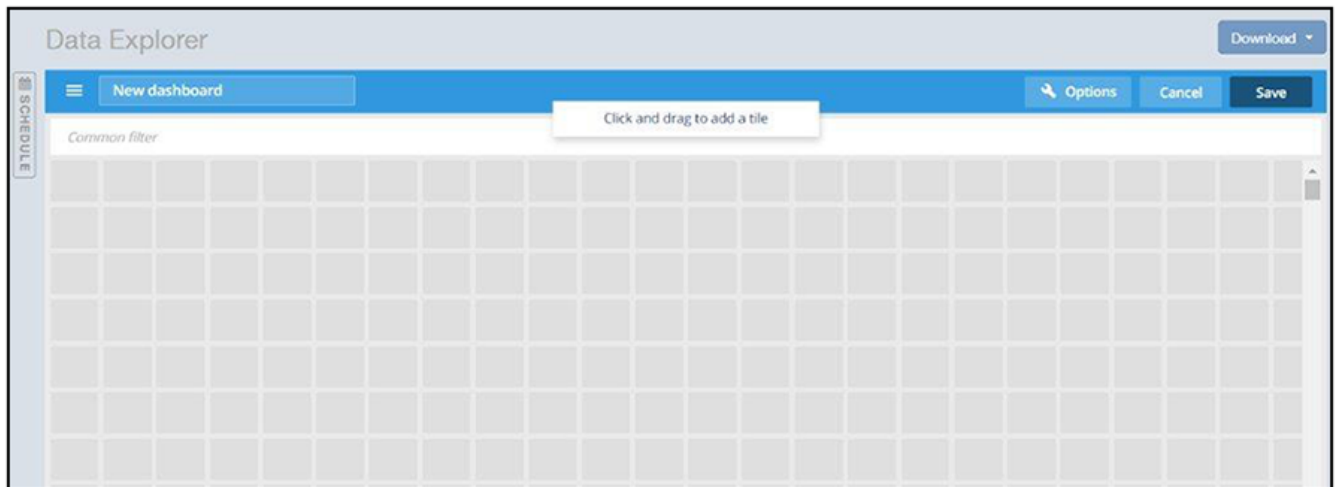 Data Explorer
Download
SCHEDULE
New dashboard
Options
Cancel
Save
Click and drag to add a tile
Common filter